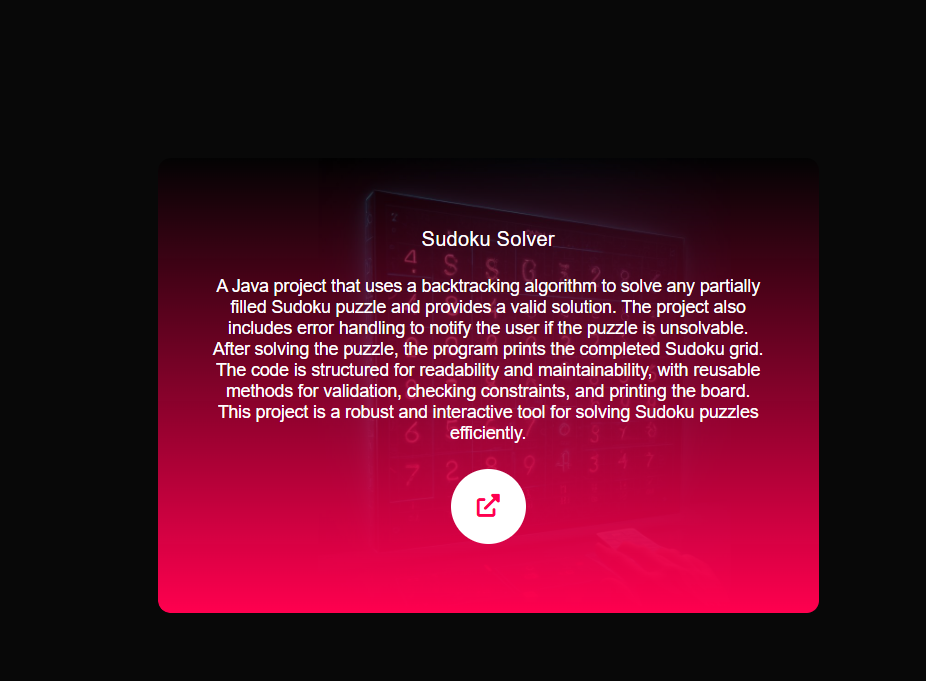 Sudoku Solver
A Java project that uses a backtracking algorithm to solve any partially
filled Sudoku puzzle and provides a valid solution. The project also
includes error handling to notify the user if the puzzle is unsolvable.
After solving the puzzle, the program prints the completed Sudoku grid.
The code is structured for readability and maintainability, with reusable
methods for validation, checking constraints, and printing the board.
This project is a robust and interactive tool for solving Sudoku puzzles
efficiently.